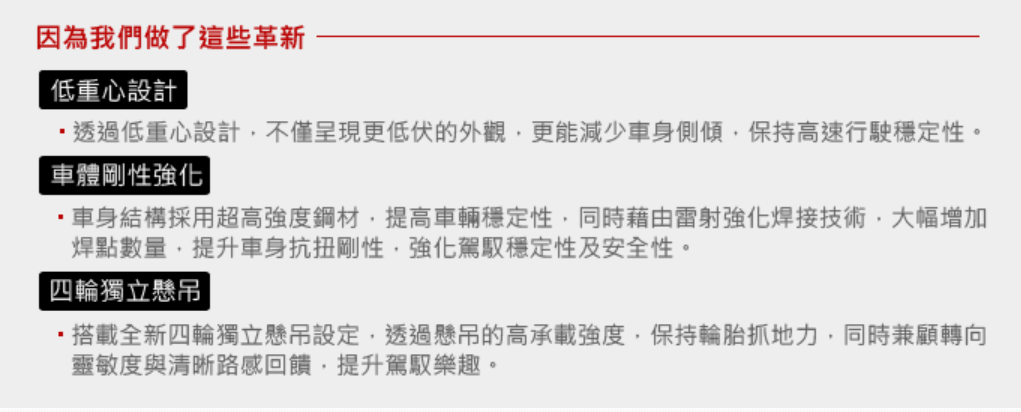 因為我們做了這些革新
低重心設計
▪透過低重心設計，不僅呈現更低伏的外觀，更能減少車身側傾，保持高速行駛穩定性。
車體剛性強化
▪車身結構採用超高強度鋼材，提高車輛穩定性，同時藉由雷射強化焊接技術，大幅增加
焊點數量，提升車身抗扭剛性，強化駕馭穩定性及安全性。
四輪獨立懸吊
▪搭載全新四輪獨立懸吊設定，透過懸吊的高承載強度，保持輪胎抓地力，同時兼顧轉向
靈敏度與清晰路感回饋，提升駕馭樂趣。